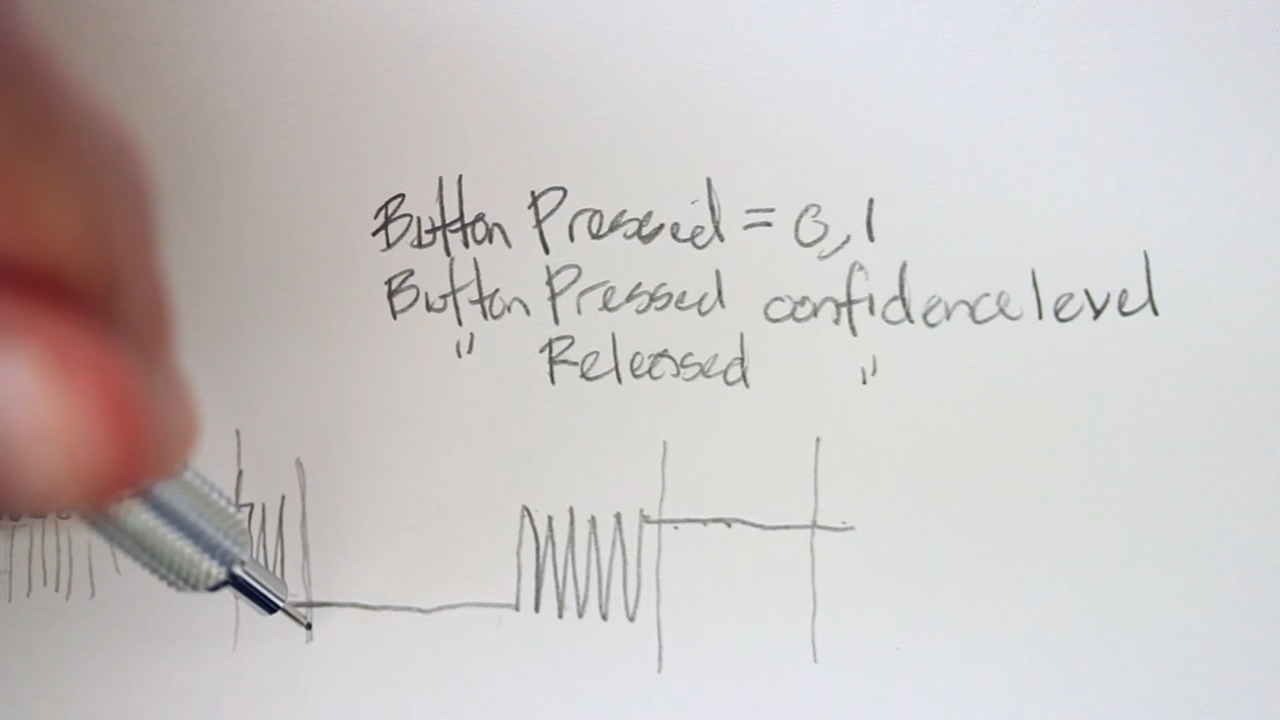 Button Pressed = 0,1
Button Pressed confidence level
" Released "